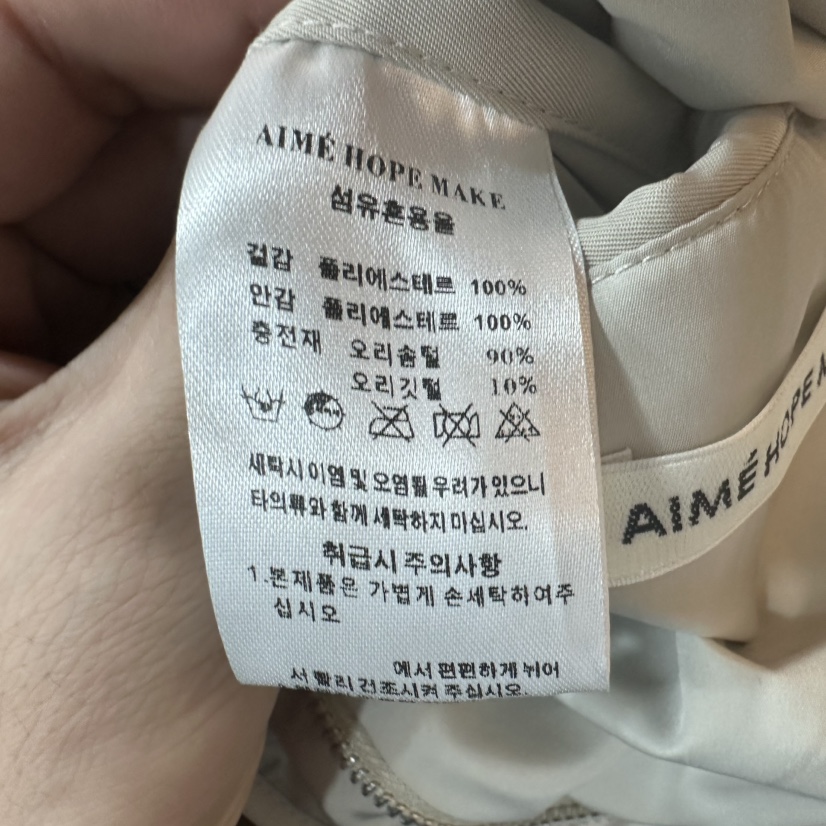 AIMÉ HOPE MAKE
섬유혼용율
겉감 폴리에스테르 100%
안감 폴리에스테르 100%
충전재 오리솜털 90%
오리깃털 10%
세탁시 이염 및 오염될 우려가 있으니
타의류와 함께 세탁하지 마십시오.
취급시 주의사항
1.본제품은 가볍게 손세탁하여주
십시오
에서 편편하게 뉘어
서 빨리 건조시켜 주십시오.
AIMÉ HOPE M